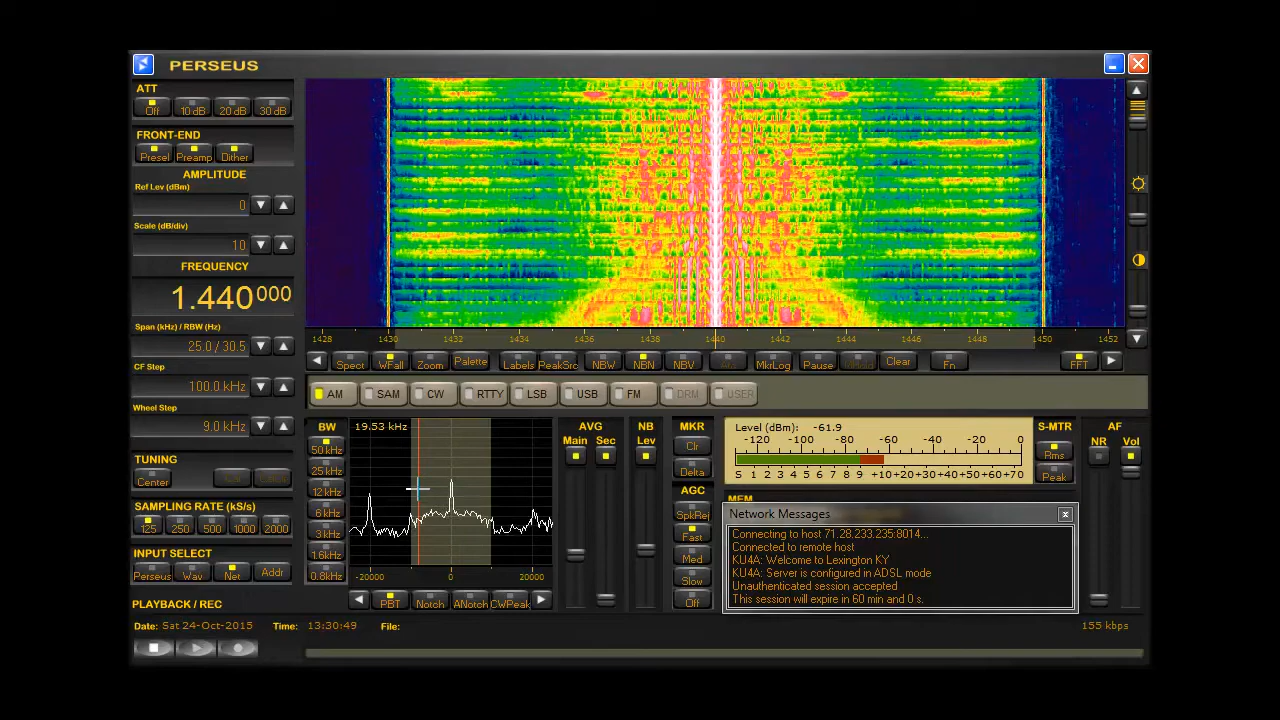 PERSEUS
ATT
Off 10 dB 20 dB 30 dB
FRONT-END
Presel Preamp Dither
AMPLITUDE
Ref Lev (dBm)
0
Scale (dB/div)
10
FREQUENCY
1.440000
Span (kHz) / RBW (Hz)
25.0 / 30.5
CF Step
100.0 kHz
Wheel Step
9.0 kHz
TUNING
Center
SAMPLING RATE (kS/s)
125 250 500 1000 2000
INPUT SELECT
Perseus Wav Net Addr
PLAYBACK / REC
1428 1430 1432 1434 1436 1438 1440 1442 1444 1446 1448 1450 1452
Spect WFall Zoom Palette Labels PeakSrc NBW NBN NBV MkrLog Pause Clear Fn FFT
AM SAM CW RTTY LSB USB FM DRM USER
BW
50 kHz
25 kHz
12 kHz
6 kHz
3 kHz
1.6kHz
0.8kHz
19.53 kHz
-20000 0 20000
PBT Notch ANotch CWPeak
AVG
Main Sec
NB
Lev
MKR
Clr
Delta
AGC
SpkRej
Fast
Med
Slow
Off
Level (dBm): -61.9
-120 -100 -80 -60 -40 -20 0
S 1 2 3 4 5 6 7 8 9 +10 +20 +30 +40 +50 +60 +70
S-MTR
Rms
Peak
AF
NR Vol
MEM
Network Messages
Connecting to host 71.28.233.235:8014...
Connected to remote host
KU4A: Welcome to Lexington KY
KU4A: Server is configured in ADSL mode
Unauthenticated session accepted
This session will expire in 60 min and 0 s.
Date: Sat 24-Oct-2015 Time: 13:30:49 File: 155 kbps